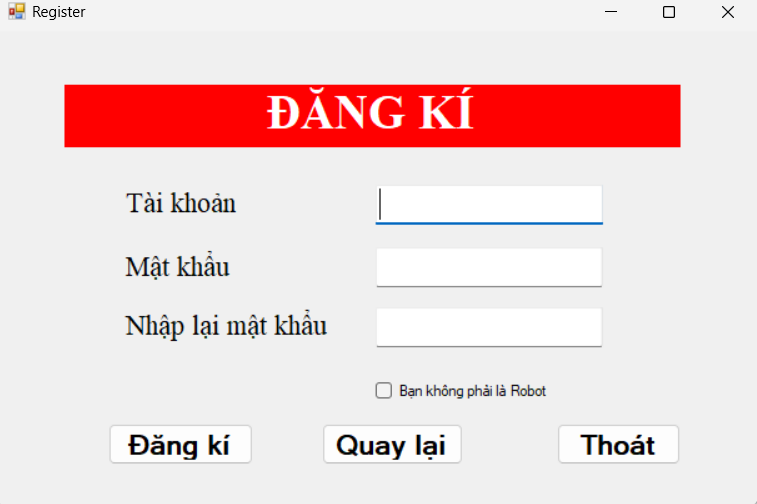 Register
ĐĂNG KÍ
Tài khoản
Mật khẩu
Nhập lại mật khẩu
Bạn không phải là Robot
Đăng kí
Quay lại
Thoát